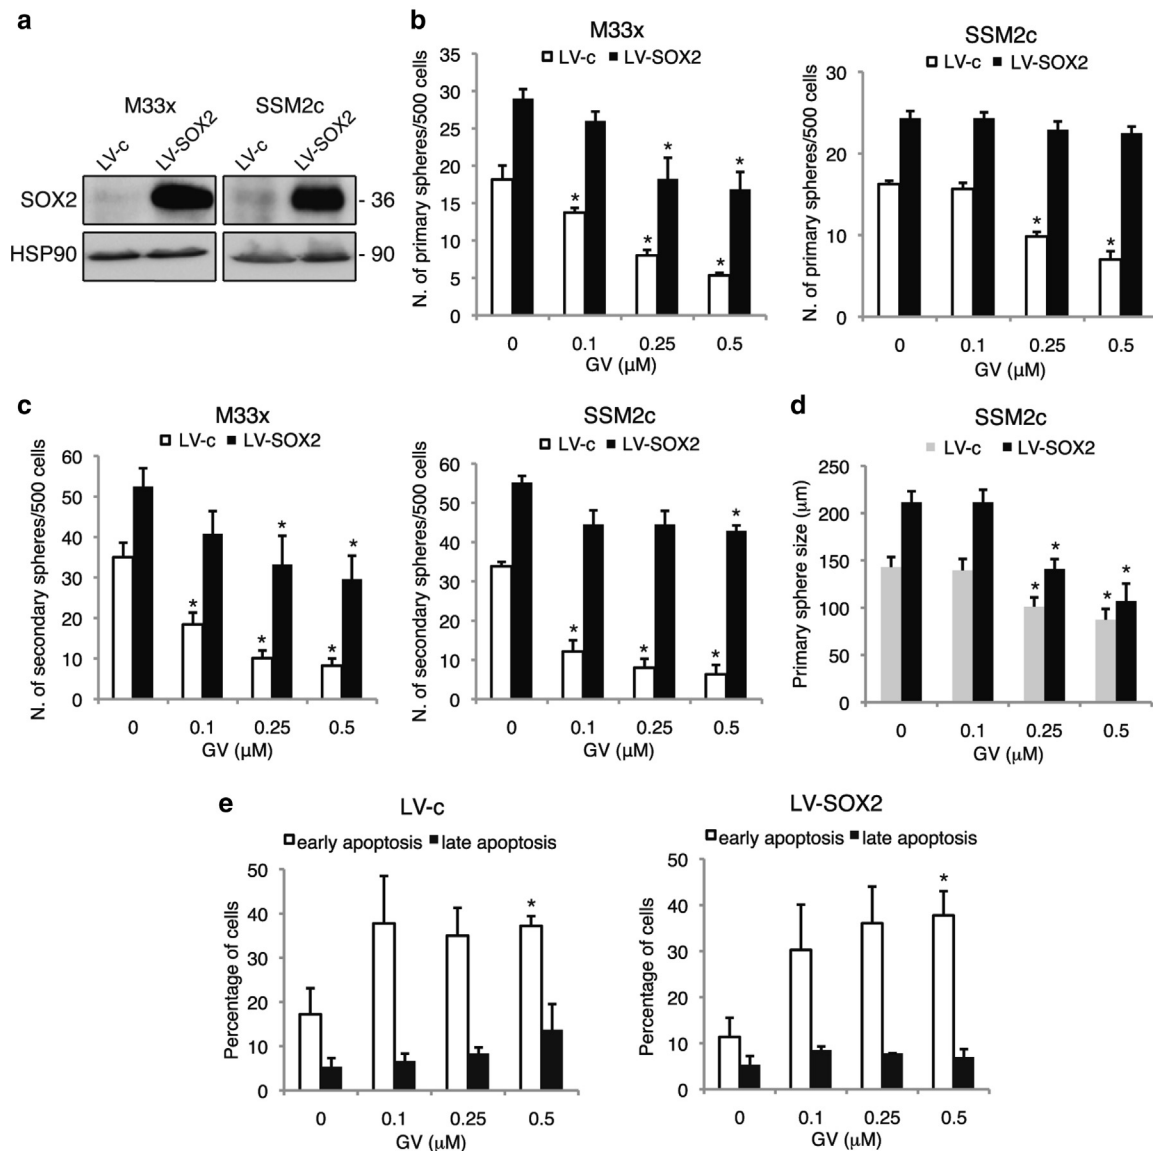 a
M33x
SSM2c
LV-c
LV-SOX2
LV-c
LV-SOX2
SOX2
- 36
HSP90
- 90
b
M33x
LV-c LV-SOX2
N. of primary spheres/500 cells
35
30
25
20
15
10
5
0
* * * * *
0 0.1 0.25 0.5
GV (µM)
SSM2c
LV-c LV-SOX2
N. of primary spheres/500 cells
30
20
10
0
* *
0 0.1 0.25 0.5
GV (µM)
c
M33x
LV-c LV-SOX2
N. of secondary spheres/500 cells
60
50
40
30
20
10
0
* * * * *
0 0.1 0.25 0.5
GV (µM)
SSM2c
LV-c LV-SOX2
N. of secondary spheres/500 cells
60
50
40
30
20
10
0
* * * *
0 0.1 0.25 0.5
GV (µM)
d
SSM2c
LV-c LV-SOX2
Primary sphere size (µm)
250
200
150
100
50
0
* * * *
0 0.1 0.25 0.5
GV (µM)
e
LV-c
early apoptosis late apoptosis
Percentage of cells
50
40
30
20
10
0
*
0 0.1 0.25 0.5
GV (µM)
LV-SOX2
early apoptosis late apoptosis
Percentage of cells
50
40
30
20
10
0
*
0 0.1 0.25 0.5
GV (µM)